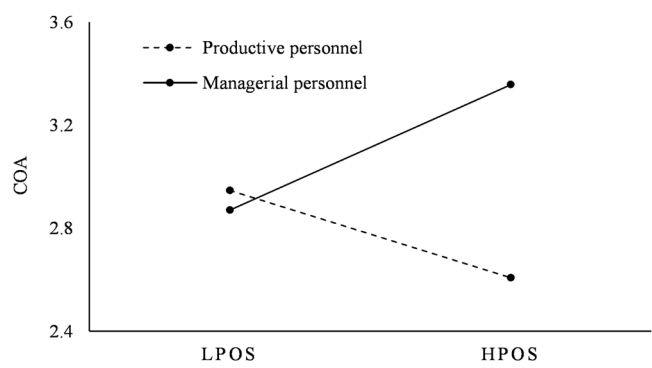 3.6
Productive personnel
Managerial personnel
3.2
COA
2.8
2.4
LPOS HPOS